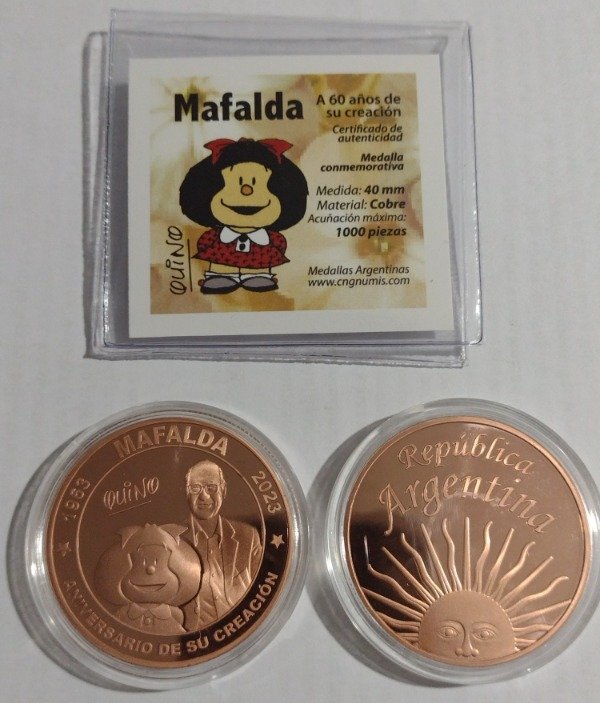 Mafalda
A 60 años de
su creación
Certificado de
autenticidad
Medalla
conmemorativa
Medida: 40 mm
Material: Cobre
Acuñación máxima:
1000 piezas
QUINO
Medallas Argentinas
www.cngnumis.com
MAFALDA
1963
2023
QUINO
ANIVERSARIO DE SU CREACIÓN
República
Argentina